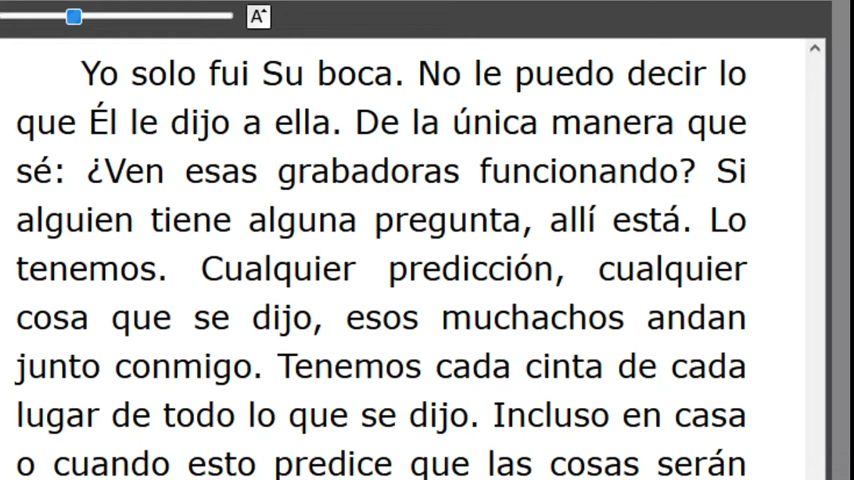 A
Yo solo fui Su boca. No le puedo decir lo
que Él le dijo a ella. De la única manera que
sé: ¿Ven esas grabadoras funcionando? Si
alguien tiene alguna pregunta, allí está. Lo
tenemos. Cualquier predicción, cualquier
cosa que se dijo, esos muchachos andan
junto conmigo. Tenemos cada cinta de cada
lugar de todo lo que se dijo. Incluso en casa
o cuando esto predice que las cosas serán